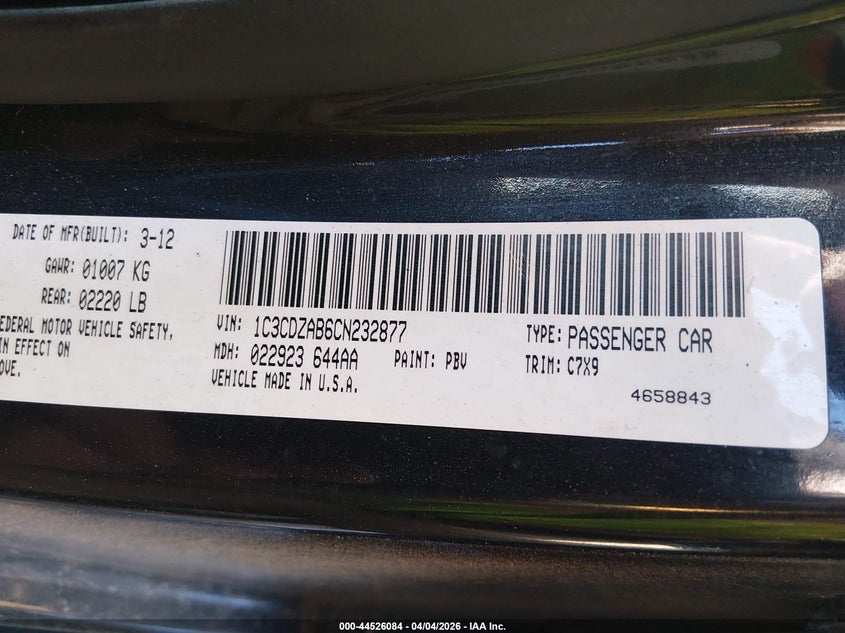 DATE OF MFR(BUILT): 3-12
GAWR: 01007 KG
REAR: 02220 LB
FEDERAL MOTOR VEHICLE SAFETY,
IN EFFECT ON
OVE.
VIN: 1C3CDZAB6CN232877
TYPE: PASSENGER CAR
MDH: 022923 644AA
PAINT: PBV
TRIM: C7X9
VEHICLE MADE IN U.S.A.
4658843
000-44526084 - 04/04/2026 - IAA Inc.